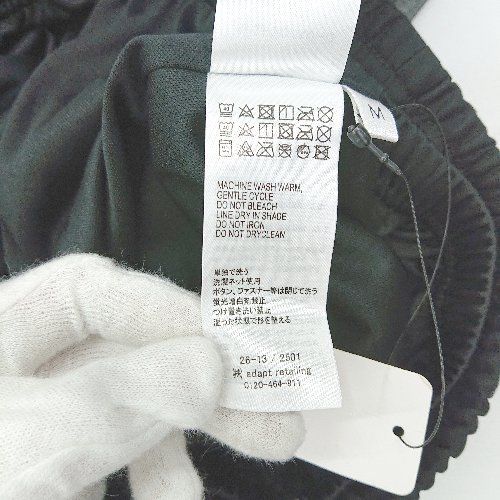 M
MACHINE WASH WARM,
GENTLE CYCLE
DO NOT BLEACH
LINE DRY IN SHADE
DO NOT IRON
DO NOT DRYCLEAN
単独で洗う
洗濯ネット使用
ボタン、ファスナー等は閉じて洗う
蛍光増白剤禁止
つけ置き洗い禁止
湿った状態で形を整える
26-13 / 2501
㈱ adapt retailing
0120-464-911